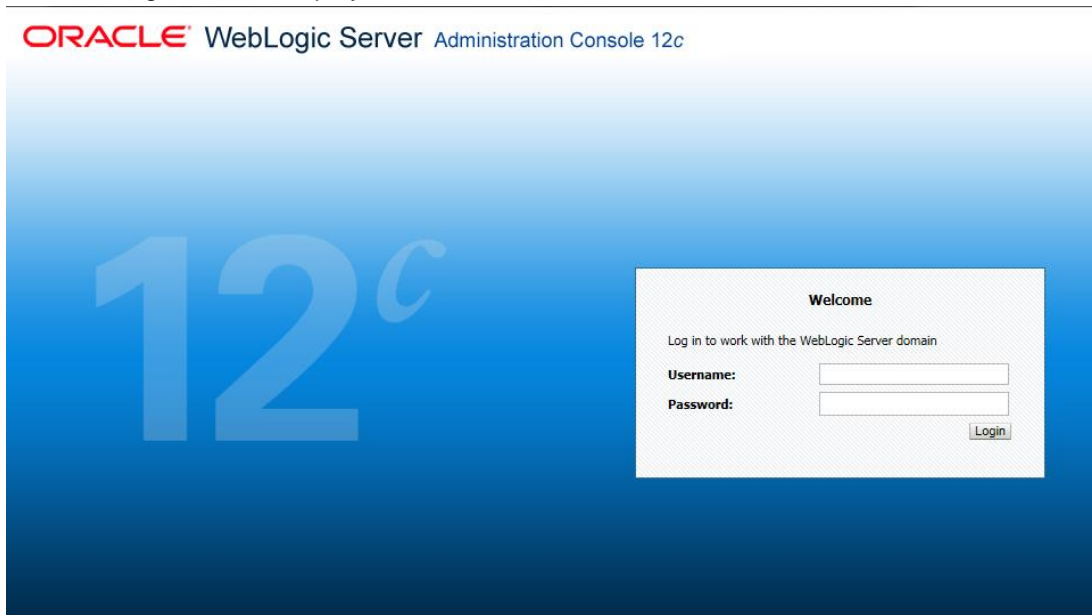 ORACLE WebLogic Server Administration Console 12c
12c
Welcome
Log in to work with the WebLogic Server domain
Username:
Password:
Login